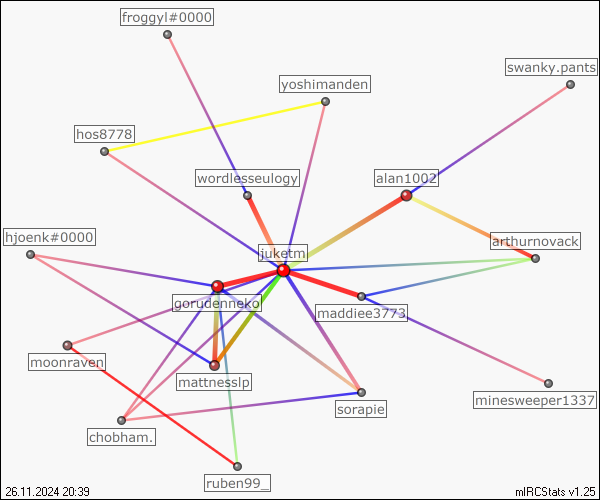 froggyl#0000
swanky.pants
yoshimanden
hos8778
wordlesseulogy
alan1002
hjoenk#0000
arthurnovack
juketm
gorudenneko
maddiee3773
moonraven
mattnesslp
minesweeper1337
sorapie
chobham.
ruben99_
26.11.2024 20:39
mIRCStats v1.25